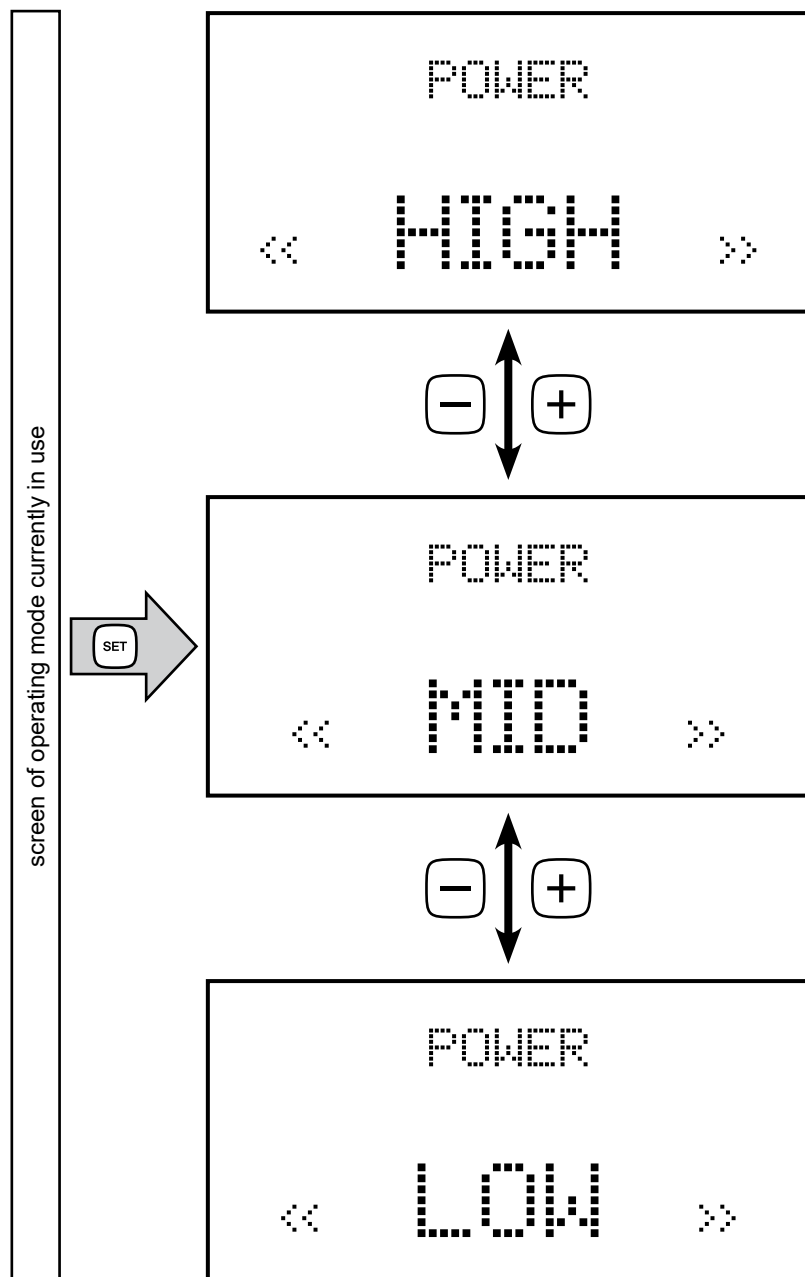 screen of operating mode currently in use
POWER
<< HIGH >>
− +
SET
POWER
<< MID >>
− +
POWER
<< LOW >>